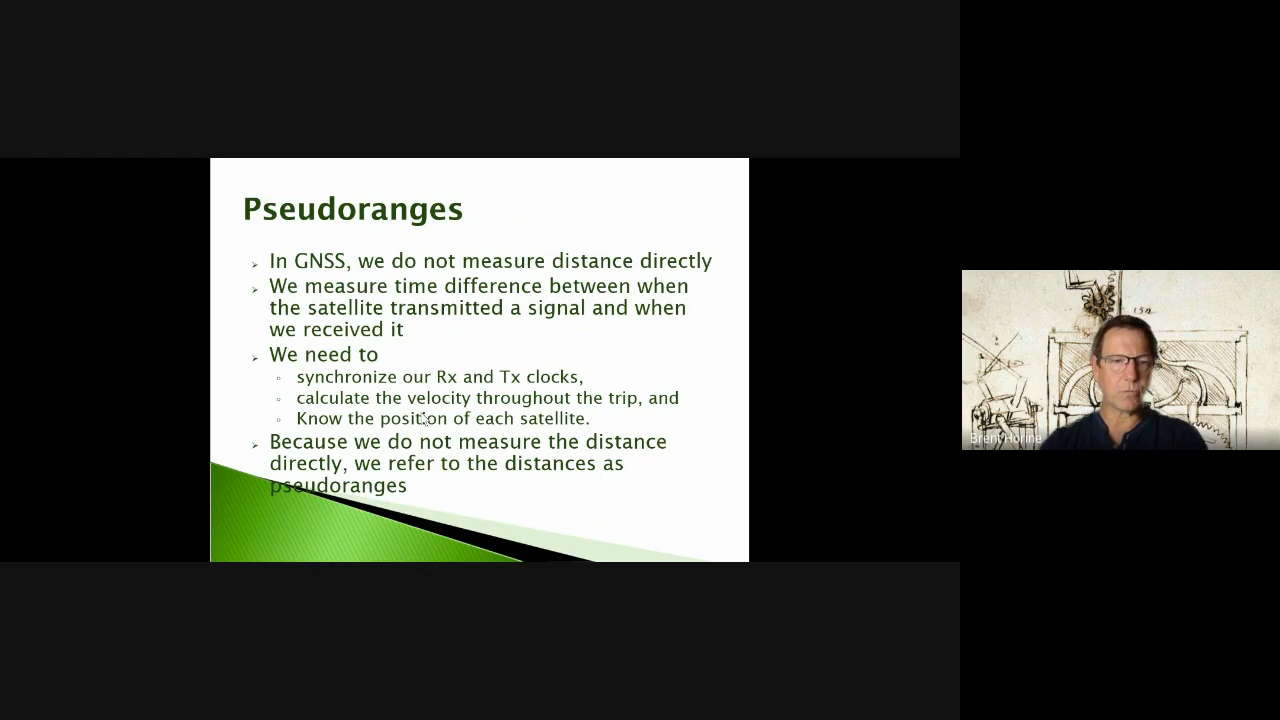 Pseudoranges
In GNSS, we do not measure distance directly
We measure time difference between when
the satellite transmitted a signal and when
we received it
We need to
synchronize our Rx and Tx clocks,
calculate the velocity throughout the trip, and
Know the position of each satellite.
Because we do not measure the distance
directly, we refer to the distances as
pseudoranges
Brent Horine